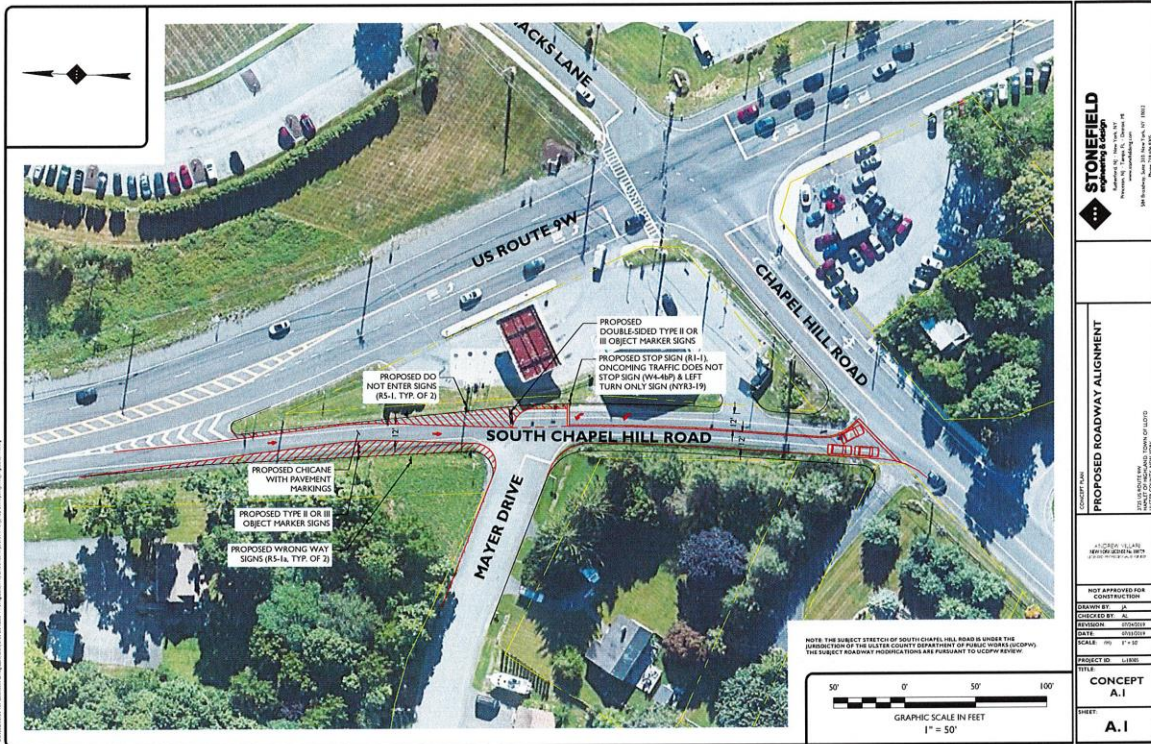 JACKS LANE
US ROUTE 9W
CHAPEL HILL ROAD
PROPOSED
DOUBLE-SIDED TYPE II OR
III OBJECT MARKER SIGNS
PROPOSED STOP SIGN (R1-1),
ONCOMING TRAFFIC DOES NOT
STOP SIGN (W4-4bP) & LEFT
TURN ONLY SIGN (NYR3-19)
PROPOSED DO
NOT ENTER SIGNS
(R5-1, TYP. OF 2)
12'
12'
12'
SOUTH CHAPEL HILL ROAD
PROPOSED CHICANE
WITH PAVEMENT
MARKINGS
PROPOSED TYPE II OR III
OBJECT MARKER SIGNS
PROPOSED WRONG WAY
SIGNS (R5-1a, TYP. OF 2)
MAYER DRIVE
NOTE: THE SUBJECT STRETCH OF SOUTH CHAPEL HILL ROAD IS UNDER THE
JURISDICTION OF THE ULSTER COUNTY DEPARTMENT OF PUBLIC WORKS (UCDPW).
THE SUBJECT ROADWAY MODIFICATIONS ARE PURSUANT TO UCDPW REVIEW.
50' 0' 50' 100'
GRAPHIC SCALE IN FEET
1" = 50'
STONEFIELD
engineering & design
CONCEPT PLAN
PROPOSED ROADWAY ALIGNMENT
NOT APPROVED FOR
CONSTRUCTION
DRAWN BY: JA
CHECKED BY: AL
REVISION:
DATE:
SCALE: (H) 1" = 50'
PROJECT ID:
TITLE:
CONCEPT
A.1
SHEET:
A.1